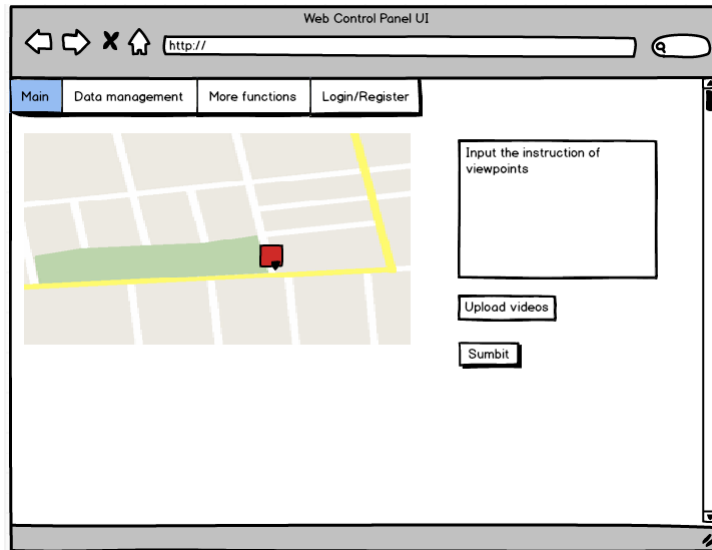 Web Control Panel UI
http://
Main
Data management
More functions
Login/Register
Input the instruction of
viewpoints
Upload videos
Sumbit